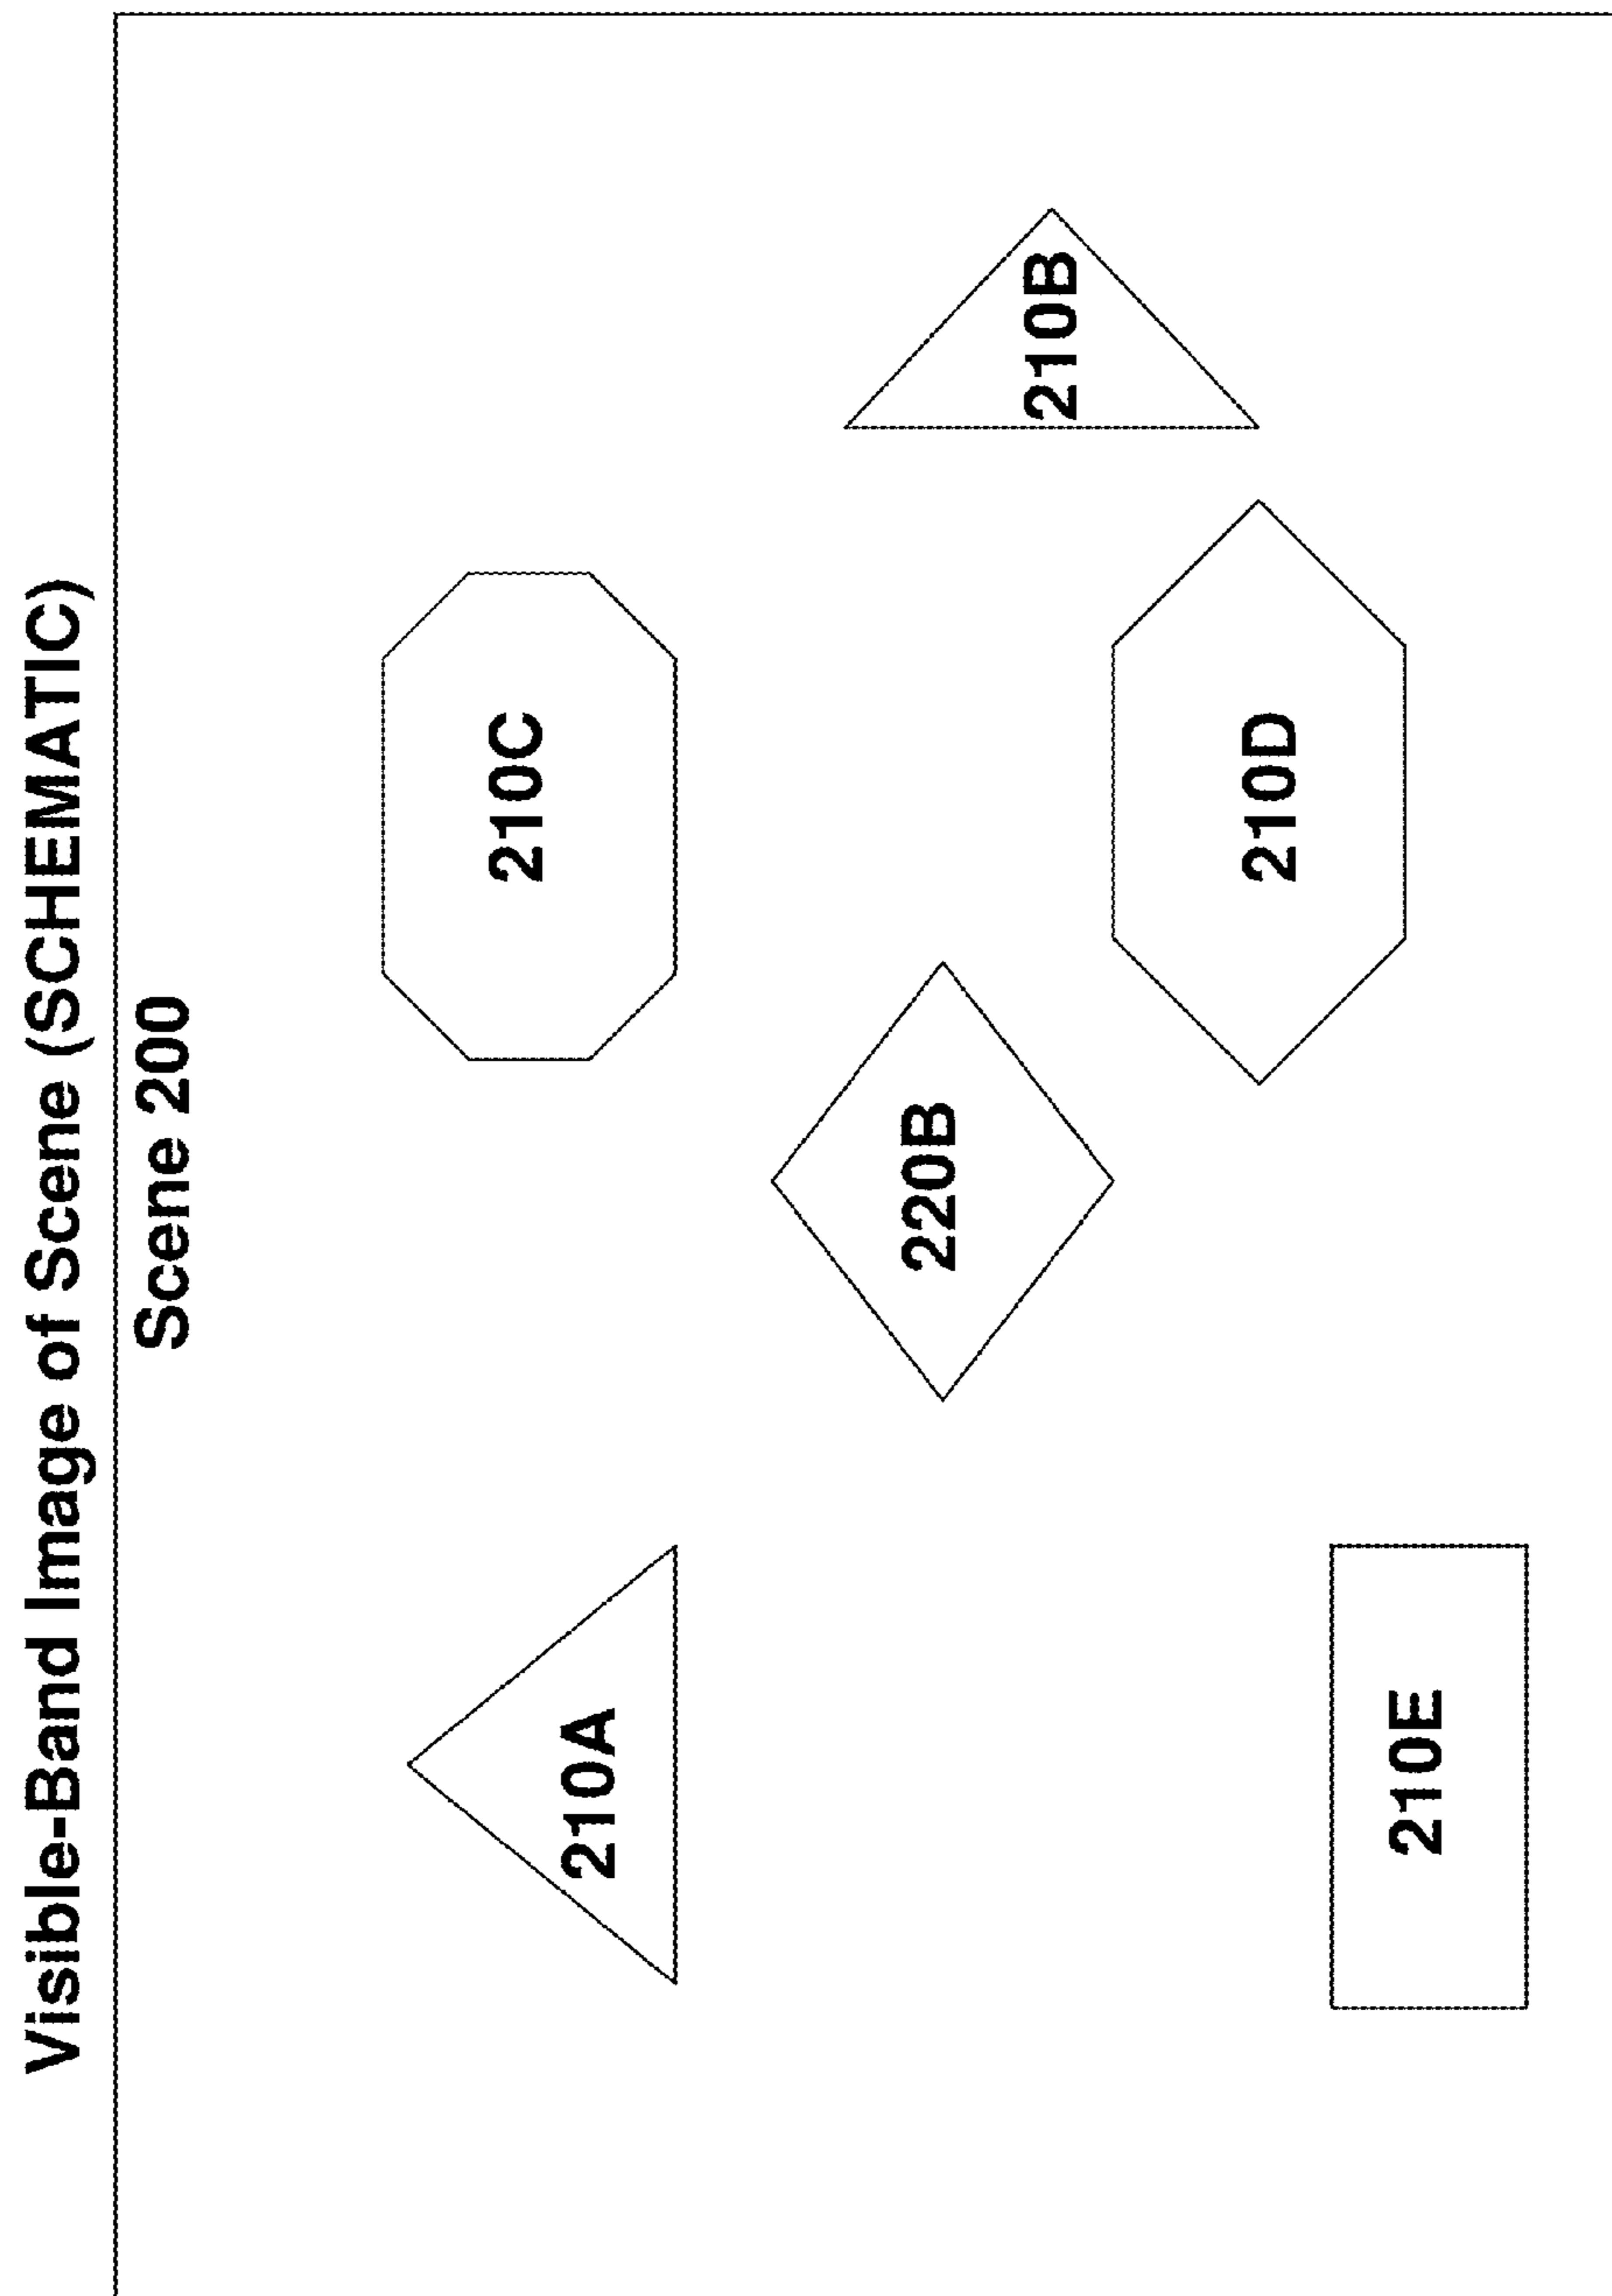 Visible-Band Image of Scene (SCHEMATIC)
Scene 200
210C
210A
220B
210B
210D
210E